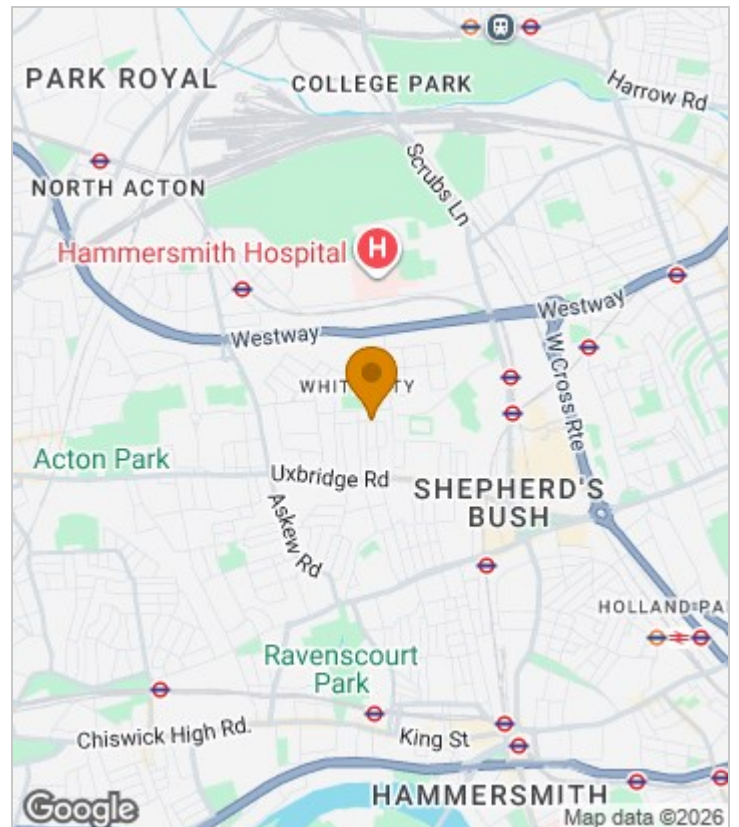 PARK ROYAL
COLLEGE PARK
Harrow Rd
NORTH ACTON
Scrubs Ln
Hammersmith Hospital
H
Westway
Westway
W Cross Rte
Acton Park
Uxbridge Rd
SHEPHERD'S
BUSH
Askew Rd
Ravenscourt
Park
Chiswick High Rd.
King St
HAMMERSMITH
Google
Map data ©2026